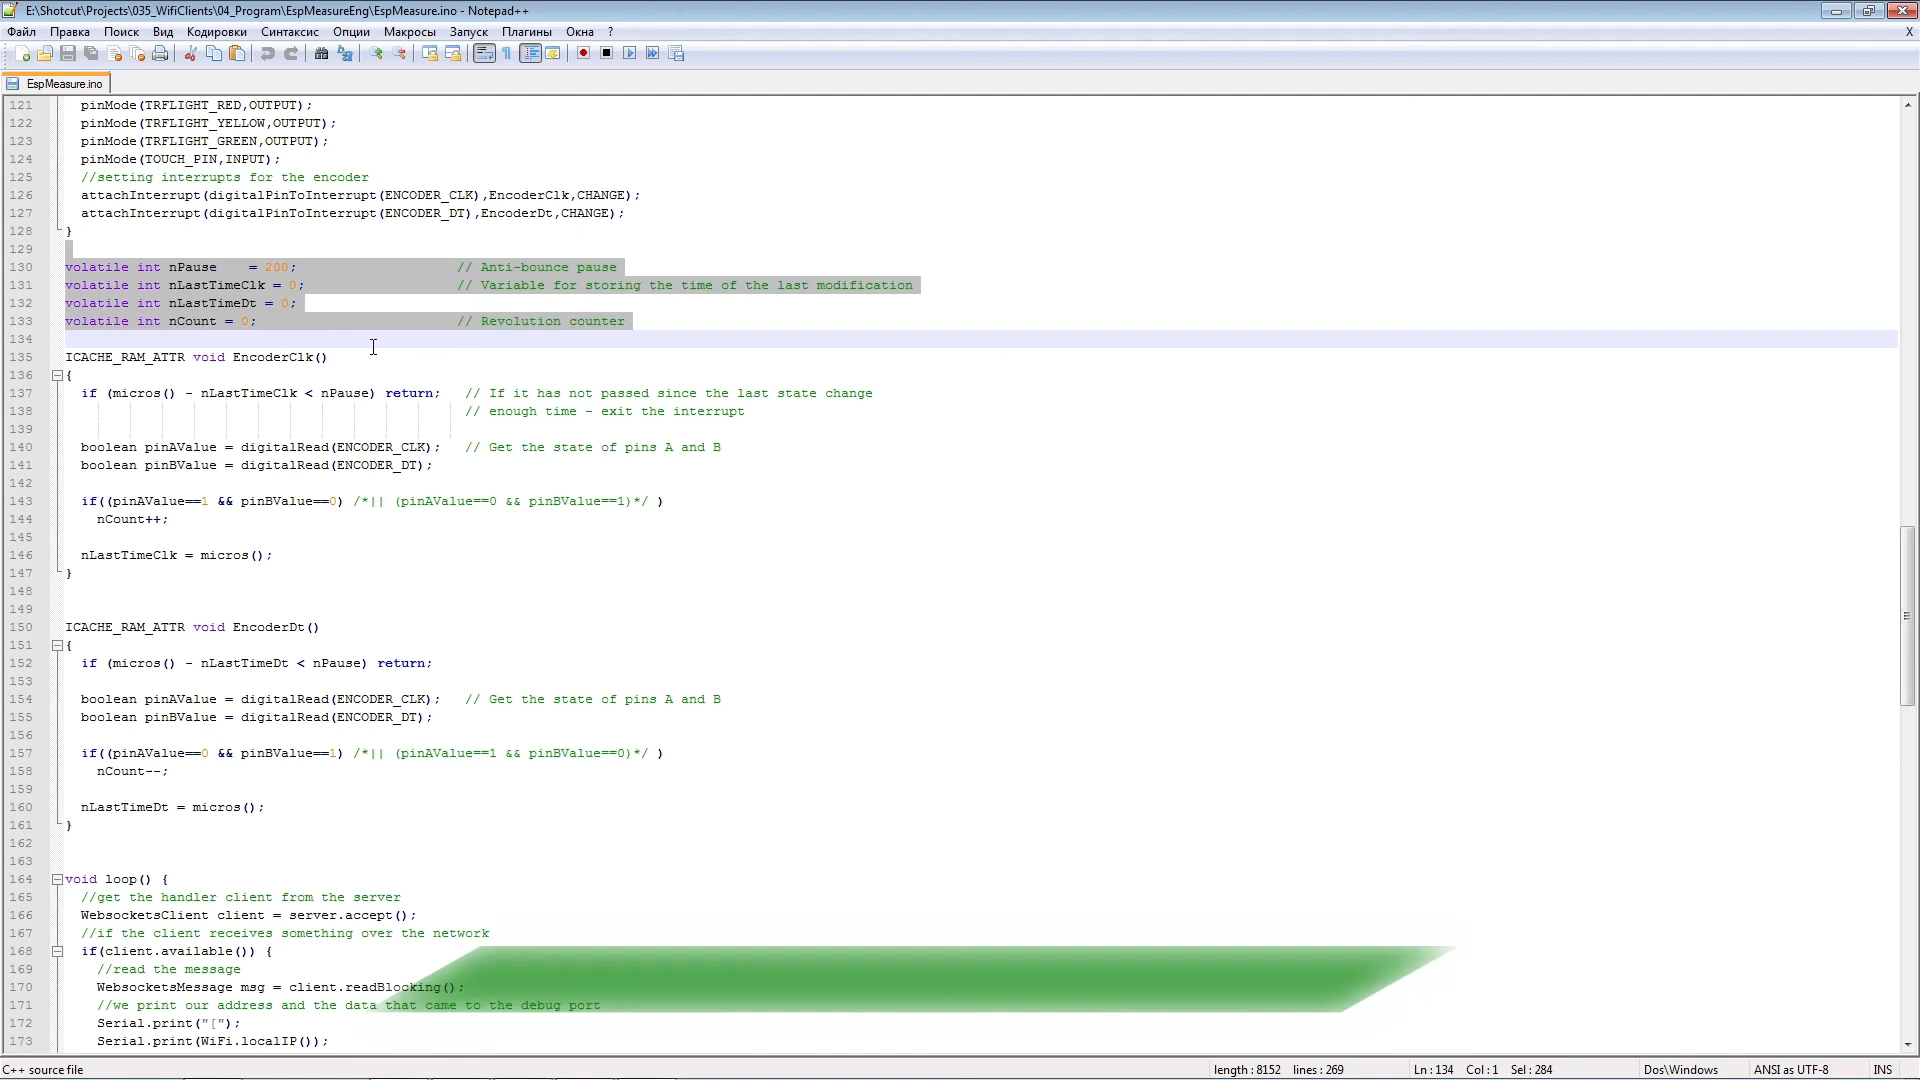 E:\Shotcut\Projects\035_WifiClients\04_Program\EspMeasureEng\EspMeasure.ino - Notepad++
Файл Правка Поиск Вид Кодировки Синтаксис Опции Макросы Запуск Плагины Окна ? X
EspMeasure.ino
121 pinMode(TRFLIGHT_RED,OUTPUT);
122 pinMode(TRFLIGHT_YELLOW,OUTPUT);
123 pinMode(TRFLIGHT_GREEN,OUTPUT);
124 pinMode(TOUCH_PIN,INPUT);
125 //setting interrupts for the encoder
126 attachInterrupt(digitalPinToInterrupt(ENCODER_CLK),EncoderClk,CHANGE);
127 attachInterrupt(digitalPinToInterrupt(ENCODER_DT),EncoderDt,CHANGE);
128 }
129
130 volatile int nPause = 200; // Anti-bounce pause
131 volatile int nLastTimeClk = 0; // Variable for storing the time of the last modification
132 volatile int nLastTimeDt = 0;
133 volatile int nCount = 0; // Revolution counter
134
135 ICACHE_RAM_ATTR void EncoderClk()
136 {
137 if (micros() - nLastTimeClk < nPause) return; // If it has not passed since the last state change
138 // enough time - exit the interrupt
139
140 boolean pinAValue = digitalRead(ENCODER_CLK); // Get the state of pins A and B
141 boolean pinBValue = digitalRead(ENCODER_DT);
142
143 if((pinAValue==1 && pinBValue==0) /*|| (pinAValue==0 && pinBValue==1)*/ )
144 nCount++;
145
146 nLastTimeClk = micros();
147 }
148
149
150 ICACHE_RAM_ATTR void EncoderDt()
151 {
152 if (micros() - nLastTimeDt < nPause) return;
153
154 boolean pinAValue = digitalRead(ENCODER_CLK); // Get the state of pins A and B
155 boolean pinBValue = digitalRead(ENCODER_DT);
156
157 if((pinAValue==0 && pinBValue==1) /*|| (pinAValue==1 && pinBValue==0)*/ )
158 nCount--;
159
160 nLastTimeDt = micros();
161 }
162
163
164 void loop() {
165 //get the handler client from the server
166 WebsocketsClient client = server.accept();
167 //if the client receives something over the network
168 if(client.available()) {
169 //read the message
170 WebsocketsMessage msg = client.readBlocking();
171 //we print our address and the data that came to the debug port
172 Serial.print("[");
173 Serial.print(WiFi.localIP());
C++ source file length : 8152 lines : 269 Ln : 134 Col : 1 Sel : 284 Dos\Windows ANSI as UTF-8 INS